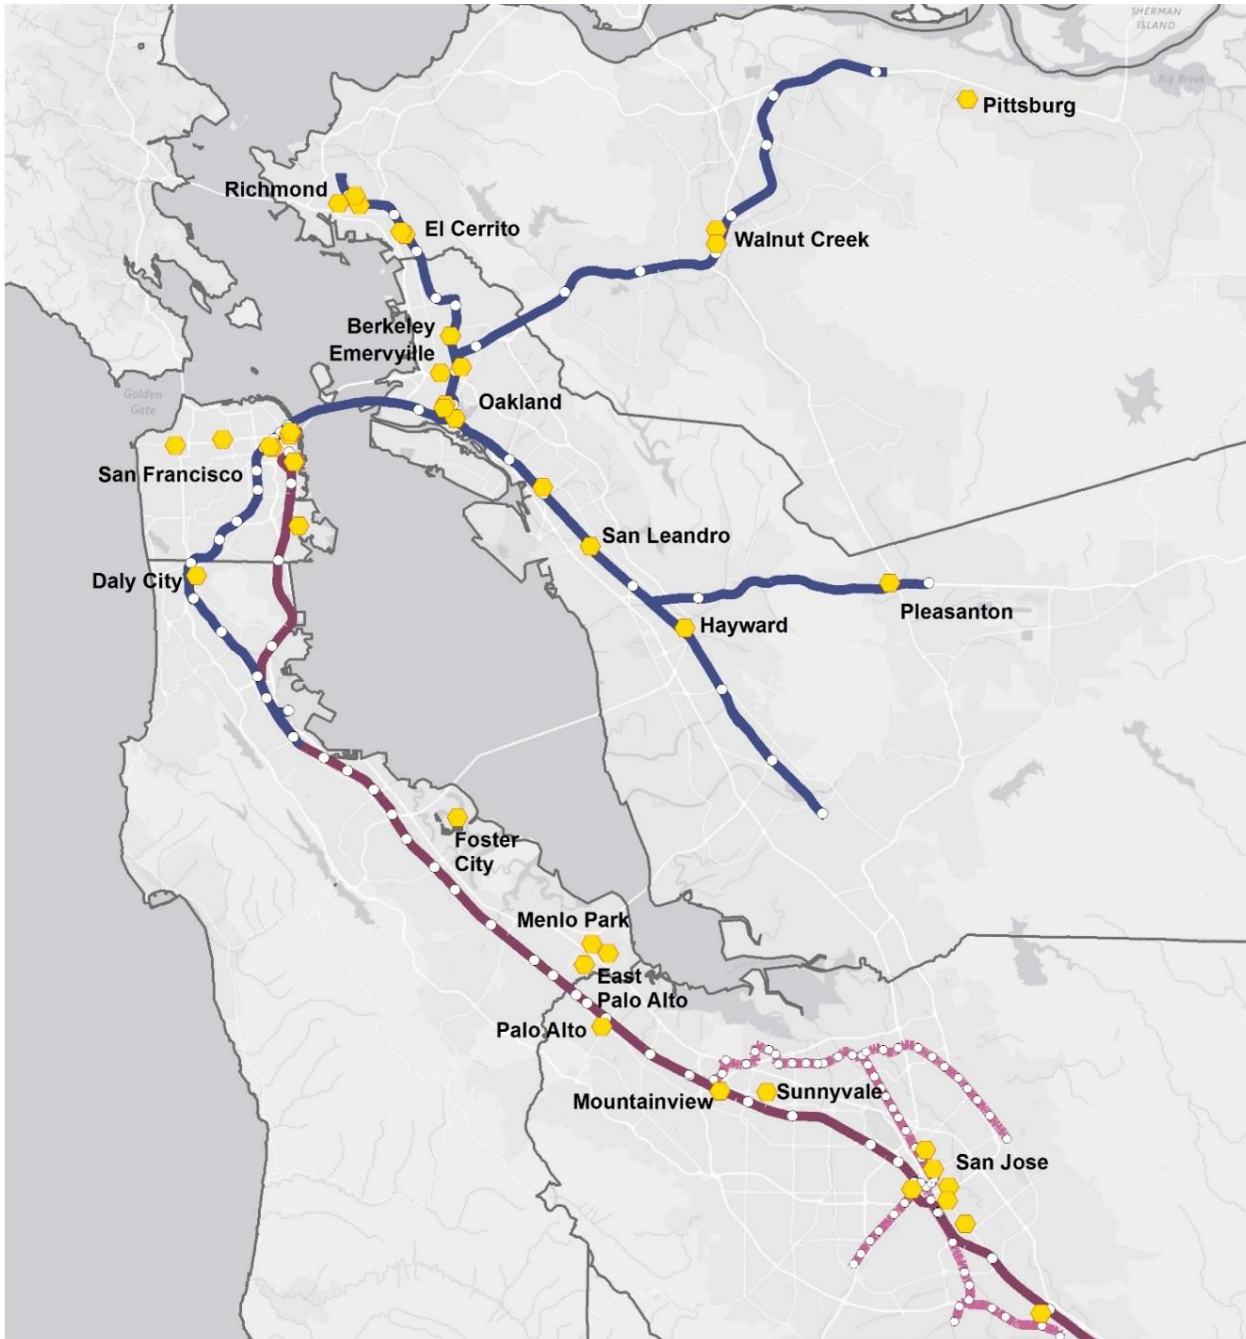 SHERMAN
ISLAND
Big Break
Pittsburg
Richmond
El Cerrito
Walnut Creek
Berkeley
Emervyille
Golden
Gate
Oakland
San Francisco
San Leandro
Daly City
Pleasanton
Hayward
Foster
City
Menlo Park
East
Palo Alto
Palo Alto
Mountainview
Sunnyvale
San Jose